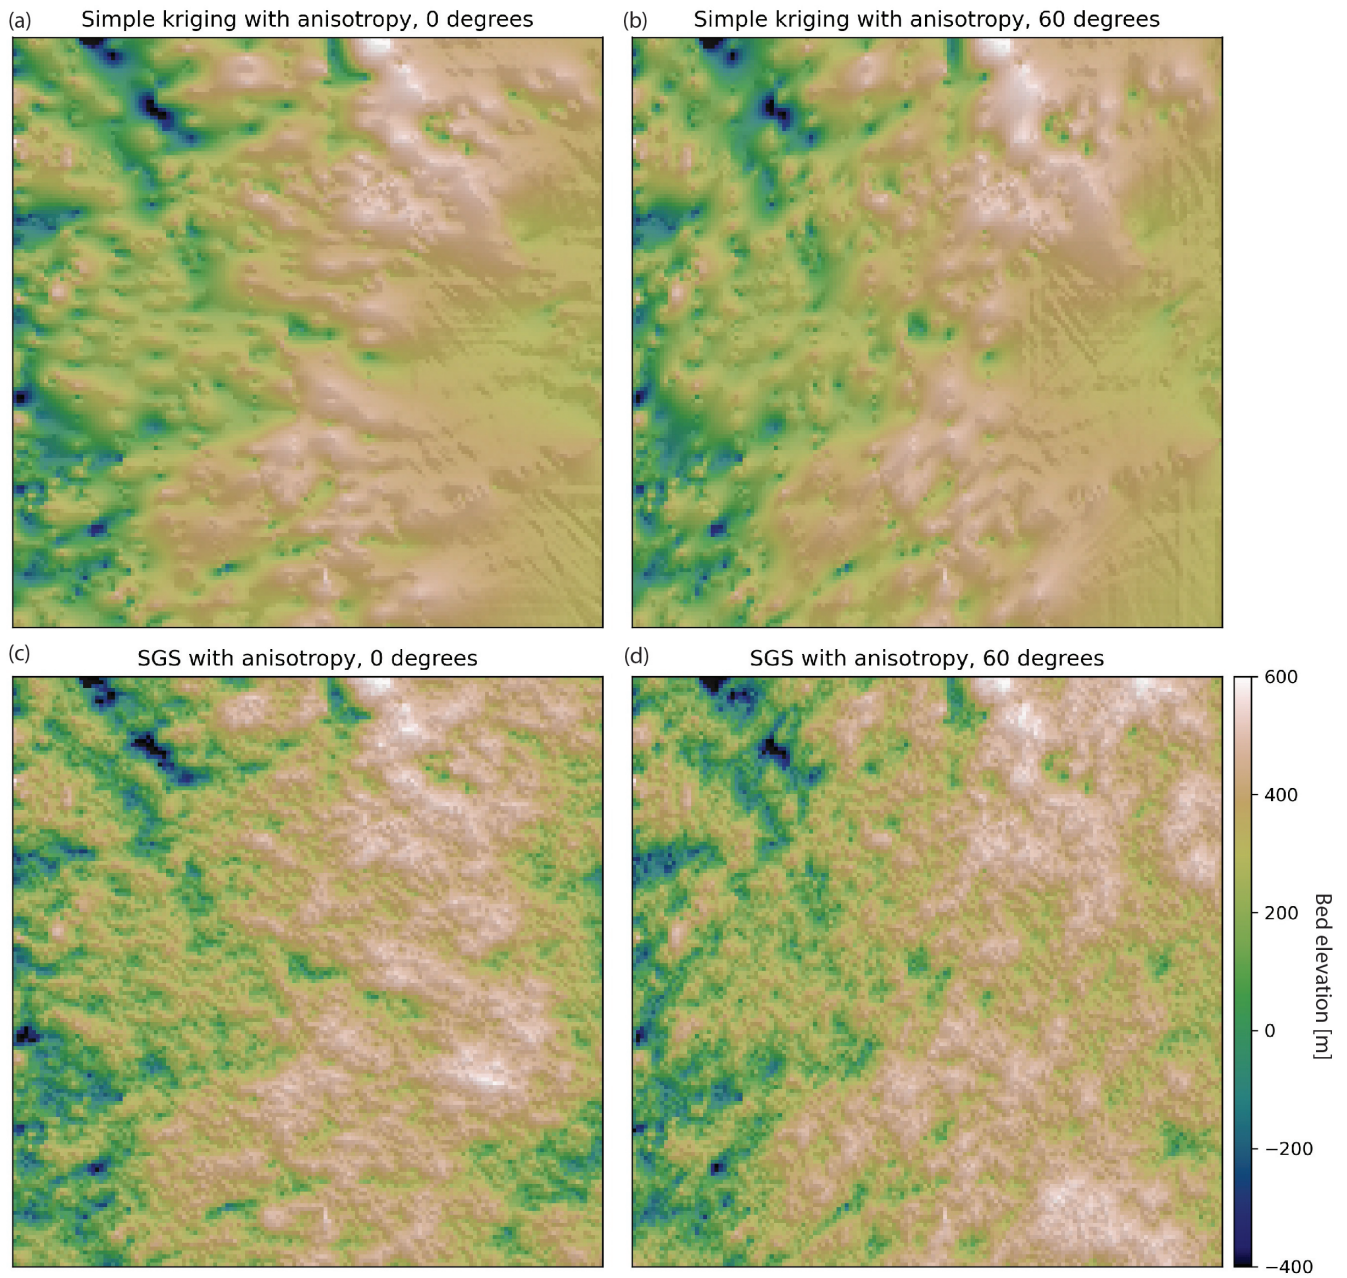 (a) Simple kriging with anisotropy, 0 degrees
(b) Simple kriging with anisotropy, 60 degrees
(c) SGS with anisotropy, 0 degrees
(d) SGS with anisotropy, 60 degrees
600
400
200
0
−200
−400
Bed elevation [m]